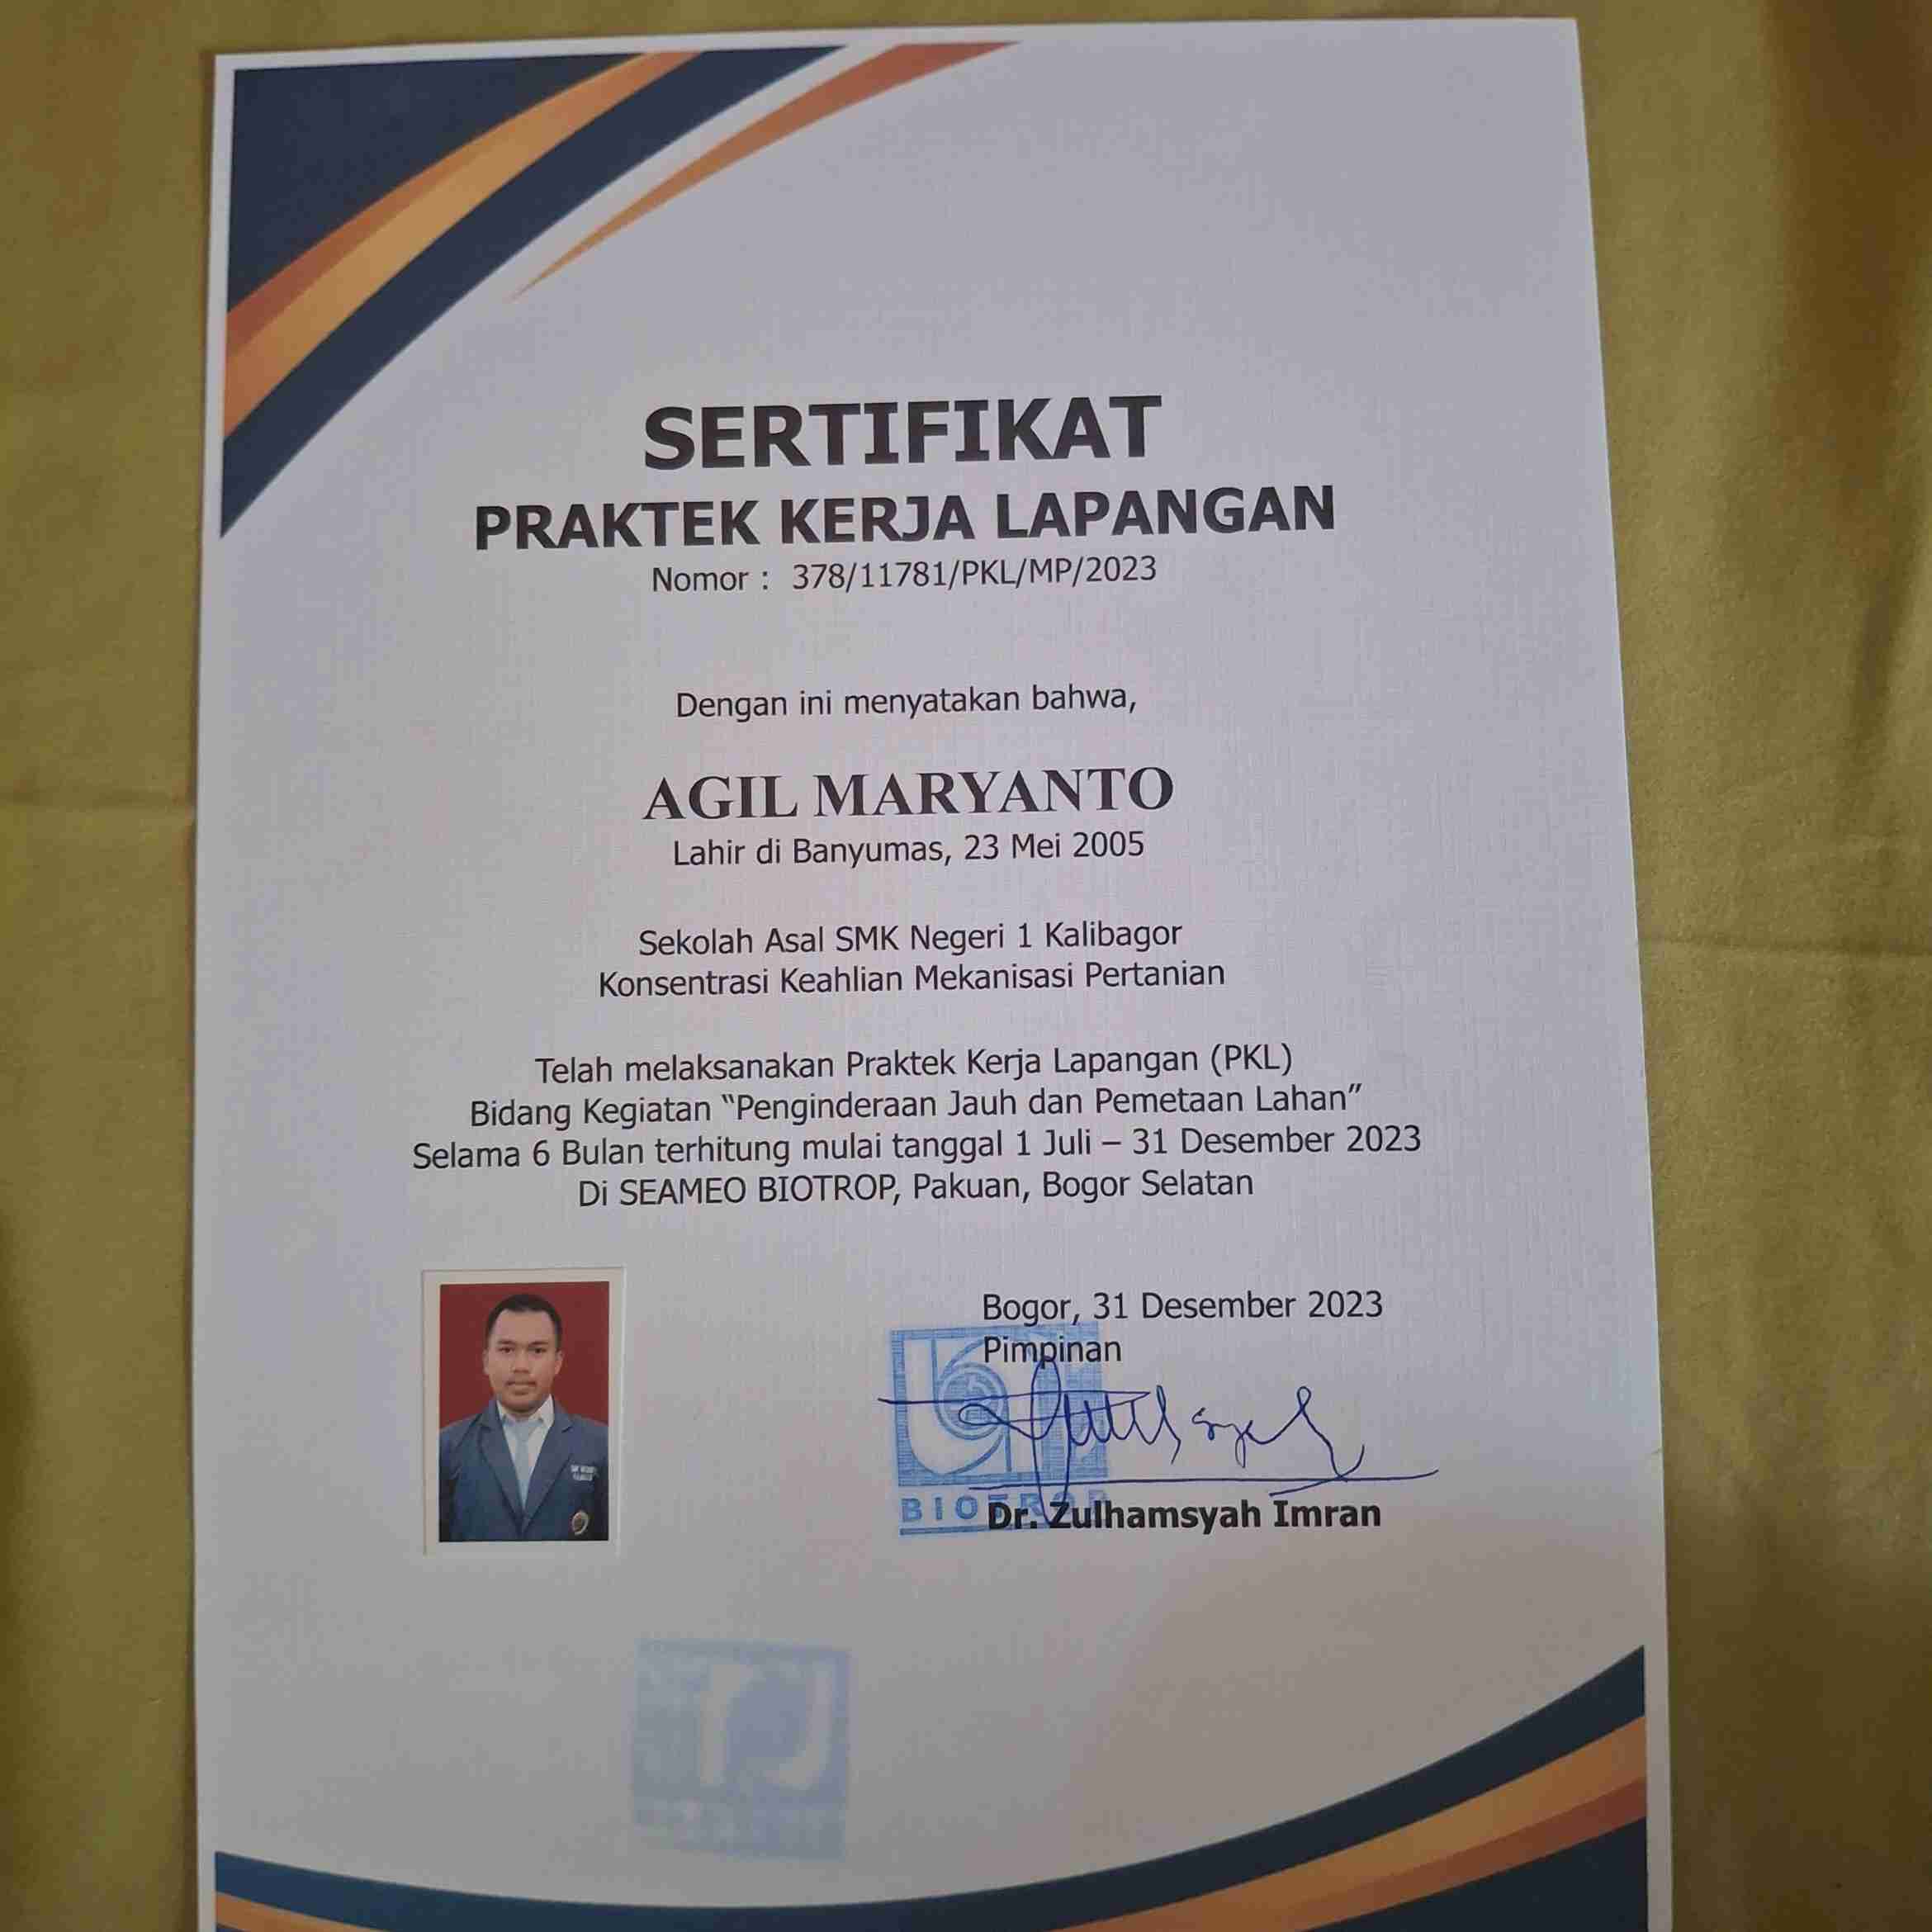 SERTIFIKAT
PRAKTEK KERJA LAPANGAN
Nomor : 378/11781/PKL/MP/2023
Dengan ini menyatakan bahwa,
AGIL MARYANTO
Lahir di Banyumas, 23 Mei 2005
Sekolah Asal SMK Negeri 1 Kalibagor
Konsentrasi Keahlian Mekanisasi Pertanian
Telah melaksanakan Praktek Kerja Lapangan (PKL)
Bidang Kegiatan “Penginderaan Jauh dan Pemetaan Lahan”
Selama 6 Bulan terhitung mulai tanggal 1 Juli – 31 Desember 2023
Di SEAMEO BIOTROP, Pakuan, Bogor Selatan
Bogor, 31 Desember 2023
Pimpinan
BIOTROP
Dr. Zulhamsyah Imran